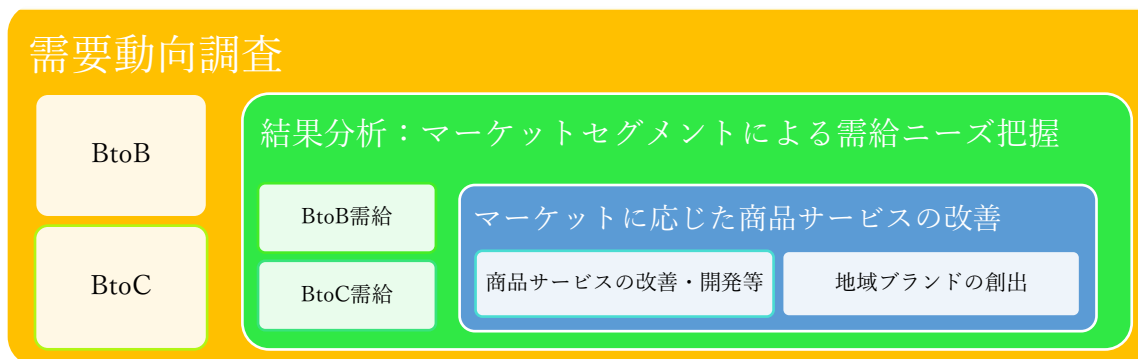 需要動向調査
BtoB
BtoC
結果分析：マーケットセグメントによる需給ニーズ把握
BtoB需給
BtoC需給
マーケットに応じた商品サービスの改善
商品サービスの改善・開発等
地域ブランドの創出